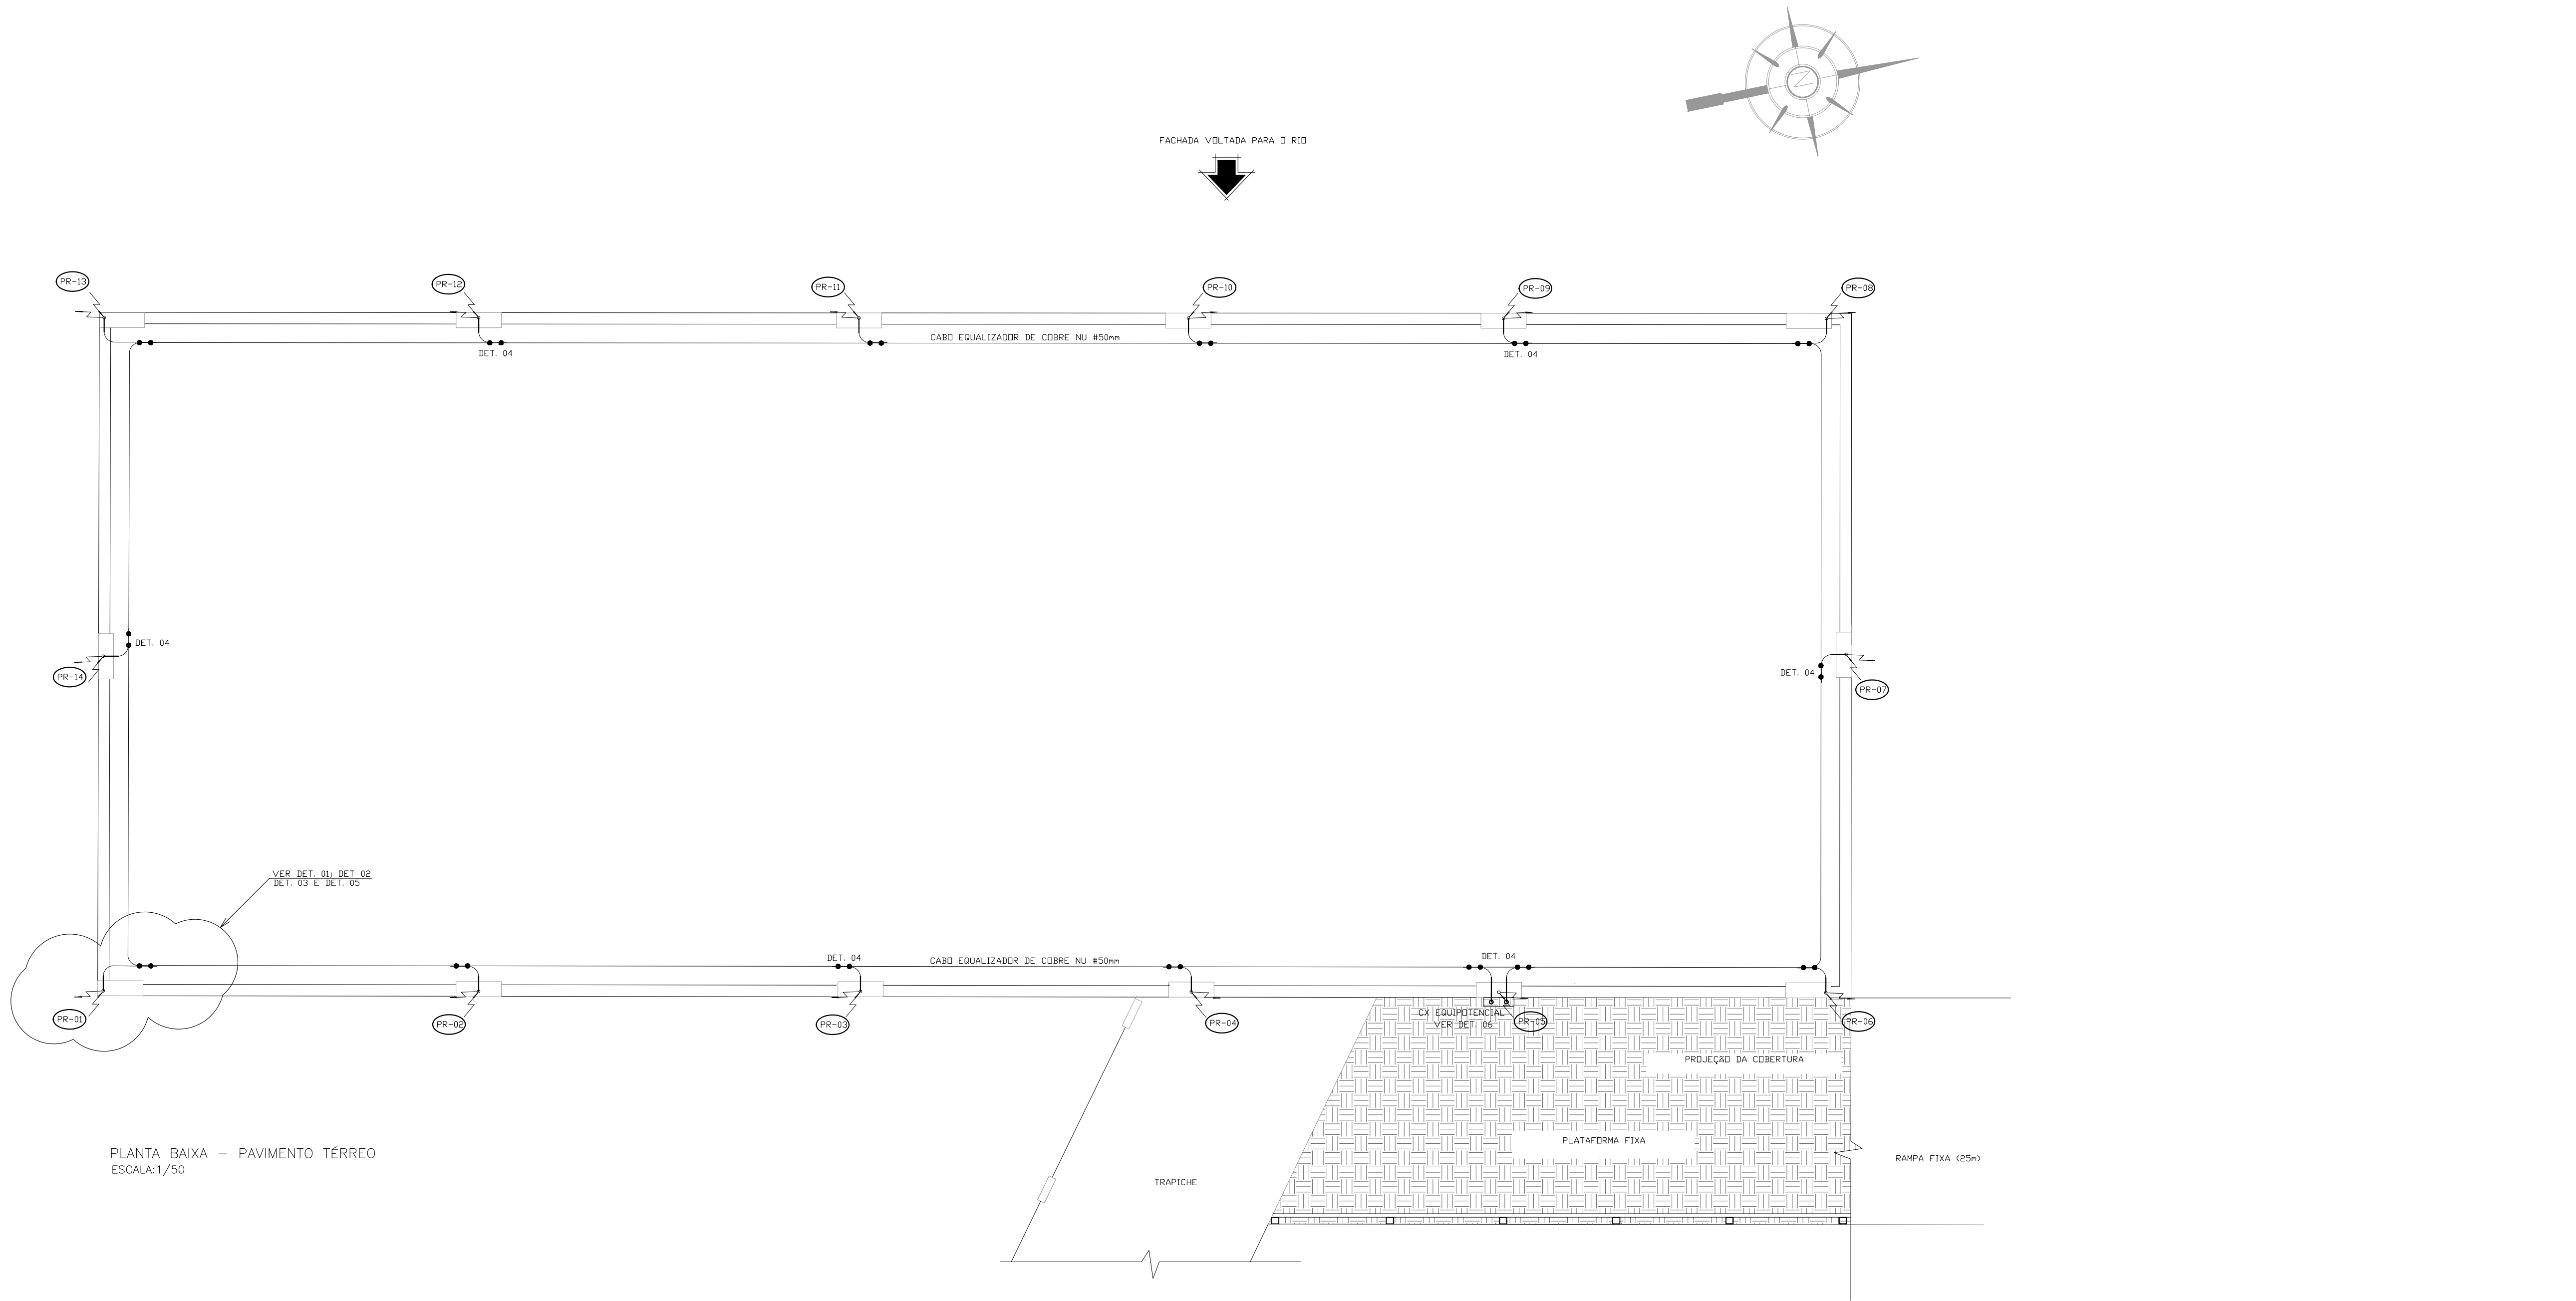 FACHADA VOLTADA PARA O RIO
PR-13
PR-12
PR-11
PR-10
PR-09
PR-08
CABO EQUALIZADOR DE COBRE NU #50mm
DET. 04
DET. 04
DET. 04
PR-14
DET. 04
PR-07
VER DET. 01; DET 02
DET. 03 E DET. 05
DET. 04
CABO EQUALIZADOR DE COBRE NU #50mm
DET. 04
PR-01
PR-02
PR-03
PR-04
CX EQUIPOTENCIAL
VER DET. 06
PR-05
PR-06
PROJEÇÃO DA COBERTURA
PLATAFORMA FIXA
PLANTA BAIXA - PAVIMENTO TÉRREO
ESCALA:1/50
TRAPICHE
RAMPA FIXA (25m)